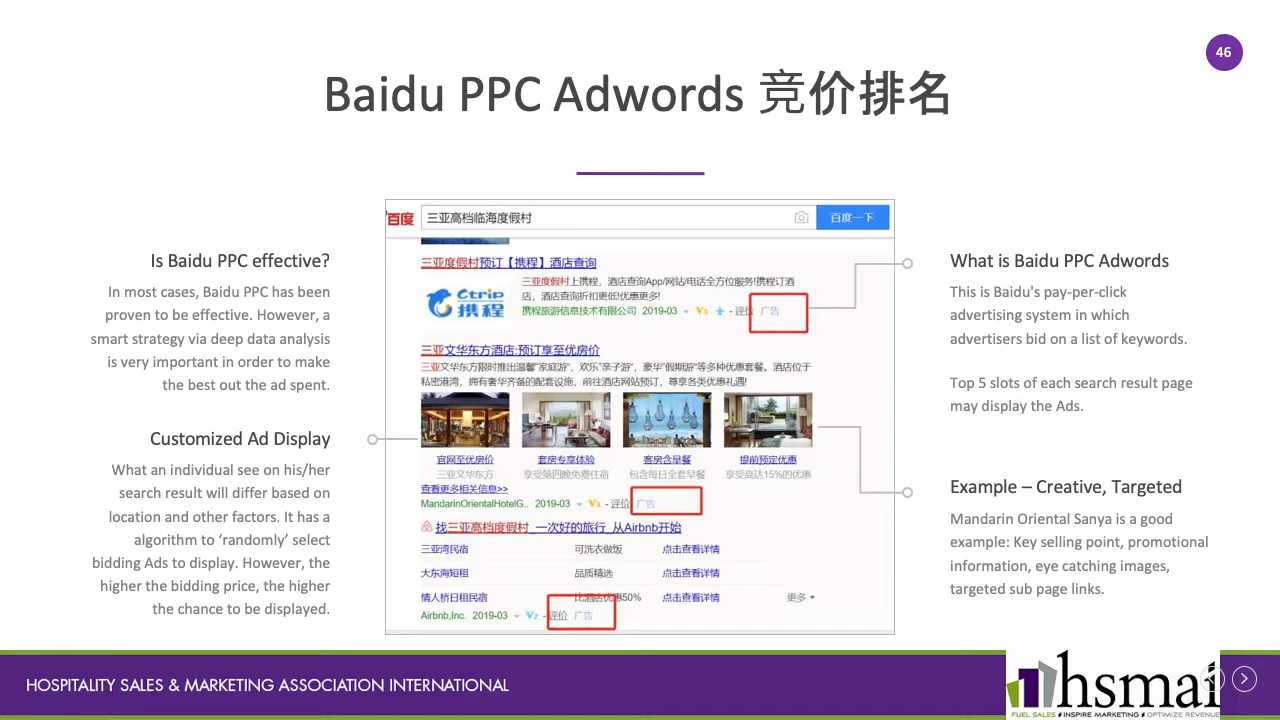 46
Baidu PPC Adwords 竞价排名
Is Baidu PPC effective?
In most cases, Baidu PPC has been
proven to be effective. However, a
smart strategy via deep data analysis
is very important in order to make
the best out the ad spent.
Customized Ad Display
What an individual see on his/her
search result will differ based on
location and other factors. It has a
algorithm to ‘randomly’ select
bidding Ads to display. However, the
higher the bidding price, the higher
the chance to be displayed.
百度
三亚高档临海度假村
百度一下
三亚度假村预订【携程】酒店查询
Ctrip
携程
三亚度假村上携程，酒店查询App/网站/电话全方位服务!携程订酒
店，酒店查询折扣更低!优惠更多!
携程旅游信息技术有限公司 2019-03 V3 - 评价 广告
三亚文华东方酒店:预订享至优房价
三亚文华东方限时推出温馨"家庭游"，欢乐"亲子游"，豪华"假期游"等多种优惠套餐。酒店位于
私密港湾，拥有奢华齐备的配套设施，前往酒店网站预订，尊享各类优惠礼遇!
官网至优房价 套房专享体验 客房含早餐 提前预定优惠
三亚文华东方 享受第四晚免费住宿 包含每日全套早餐 享受高达15%的优惠
查看更多相关信息>>
MandarinOrientalHotelG.. 2019-03 V3 - 评价 广告
找三亚高档度假村_一次好的旅行_从Airbnb开始
三亚湾民宿 可洗衣做饭 点击查看详情
大东海短租 品质精选 点击查看详情
情人桥日租民宿 比酒店优惠50% 点击查看详情 更多
Airbnb,Inc. 2019-03 V2 - 评价 广告
What is Baidu PPC Adwords
This is Baidu's pay-per-click
advertising system in which
advertisers bid on a list of keywords.
Top 5 slots of each search result page
may display the Ads.
Example – Creative, Targeted
Mandarin Oriental Sanya is a good
example: Key selling point, promotional
information, eye catching images,
targeted sub page links.
HOSPITALITY SALES & MARKETING ASSOCIATION INTERNATIONAL
hsmai
FUEL SALES INSPIRE MARKETING OPTIMIZE REVENUE